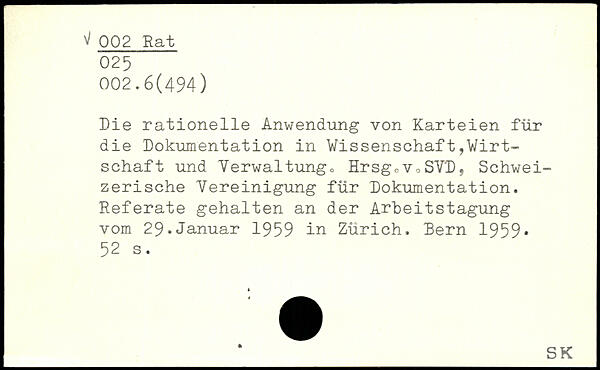 √ 002 Rat
025
002.6(494)
Die rationelle Anwendung von Karteien für
die Dokumentation in Wissenschaft,Wirt-
schaft und Verwaltung. Hrsg.v.SVD, Schwei-
zerische Vereinigung für Dokumentation.
Referate gehalten an der Arbeitstagung
vom 29.Januar 1959 in Zürich. Bern 1959.
52 s.
SK